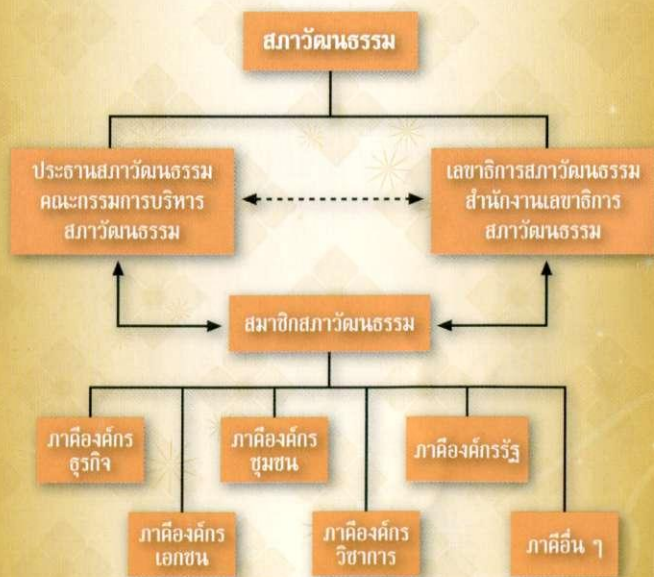 สภาวัฒนธรรม
ประธานสภาวัฒนธรรม
คณะกรรมการบริหาร
สภาวัฒนธรรม
เลขาธิการสภาวัฒนธรรม
สำนักงานเลขาธิการ
สภาวัฒนธรรม
สมาชิกสภาวัฒนธรรม
ภาคีองค์กร
ธุรกิจ
ภาคีองค์กร
ชุมชน
ภาคีองค์กรรัฐ
ภาคีองค์กร
เอกชน
ภาคีองค์กร
วิชาการ
ภาคีอื่น ๆ